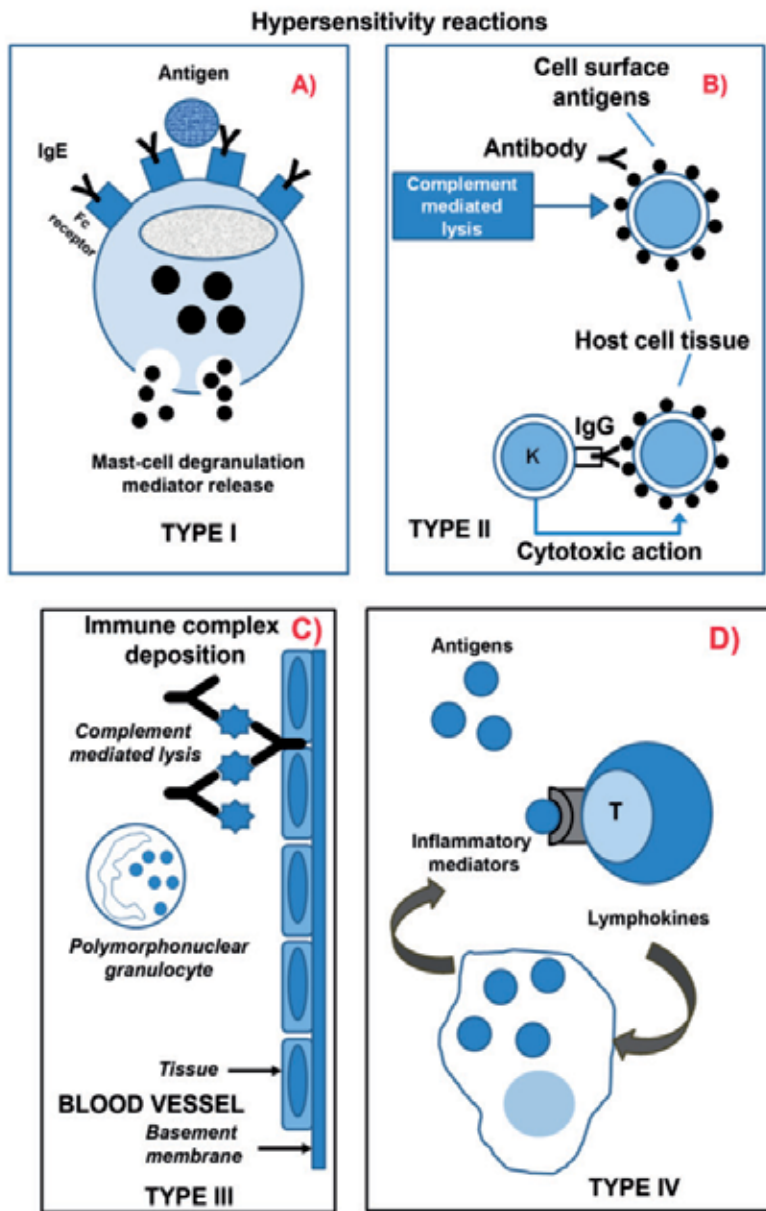 Hypersensitivity reactions
A)
Antigen
IgE
Fc
receptor
Mast-cell degranulation
mediator release
TYPE I
B)
Cell surface
antigens
Antibody
Complement
mediated
lysis
Host cell tissue
IgG
K
TYPE II
Cytotoxic action
C)
Immune complex
deposition
Complement
mediated lysis
Polymorphonuclear
granulocyte
Tissue
BLOOD VESSEL
Basement
membrane
TYPE III
D)
Antigens
T
Inflammatory
mediators
Lymphokines
TYPE IV